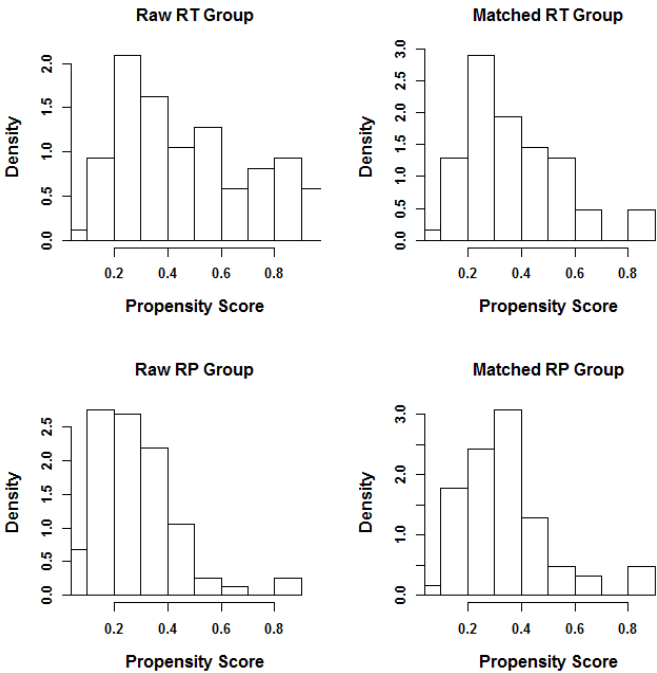 Raw RT Group
Density
0.0 0.5 1.0 1.5 2.0
0.2 0.4 0.6 0.8
Propensity Score
Matched RT Group
Density
0.0 0.5 1.0 1.5 2.0 2.5 3.0
0.2 0.4 0.6 0.8
Propensity Score
Raw RP Group
Density
0.0 0.5 1.0 1.5 2.0 2.5
0.2 0.4 0.6 0.8
Propensity Score
Matched RP Group
Density
0.0 1.0 2.0 3.0
0.2 0.4 0.6 0.8
Propensity Score